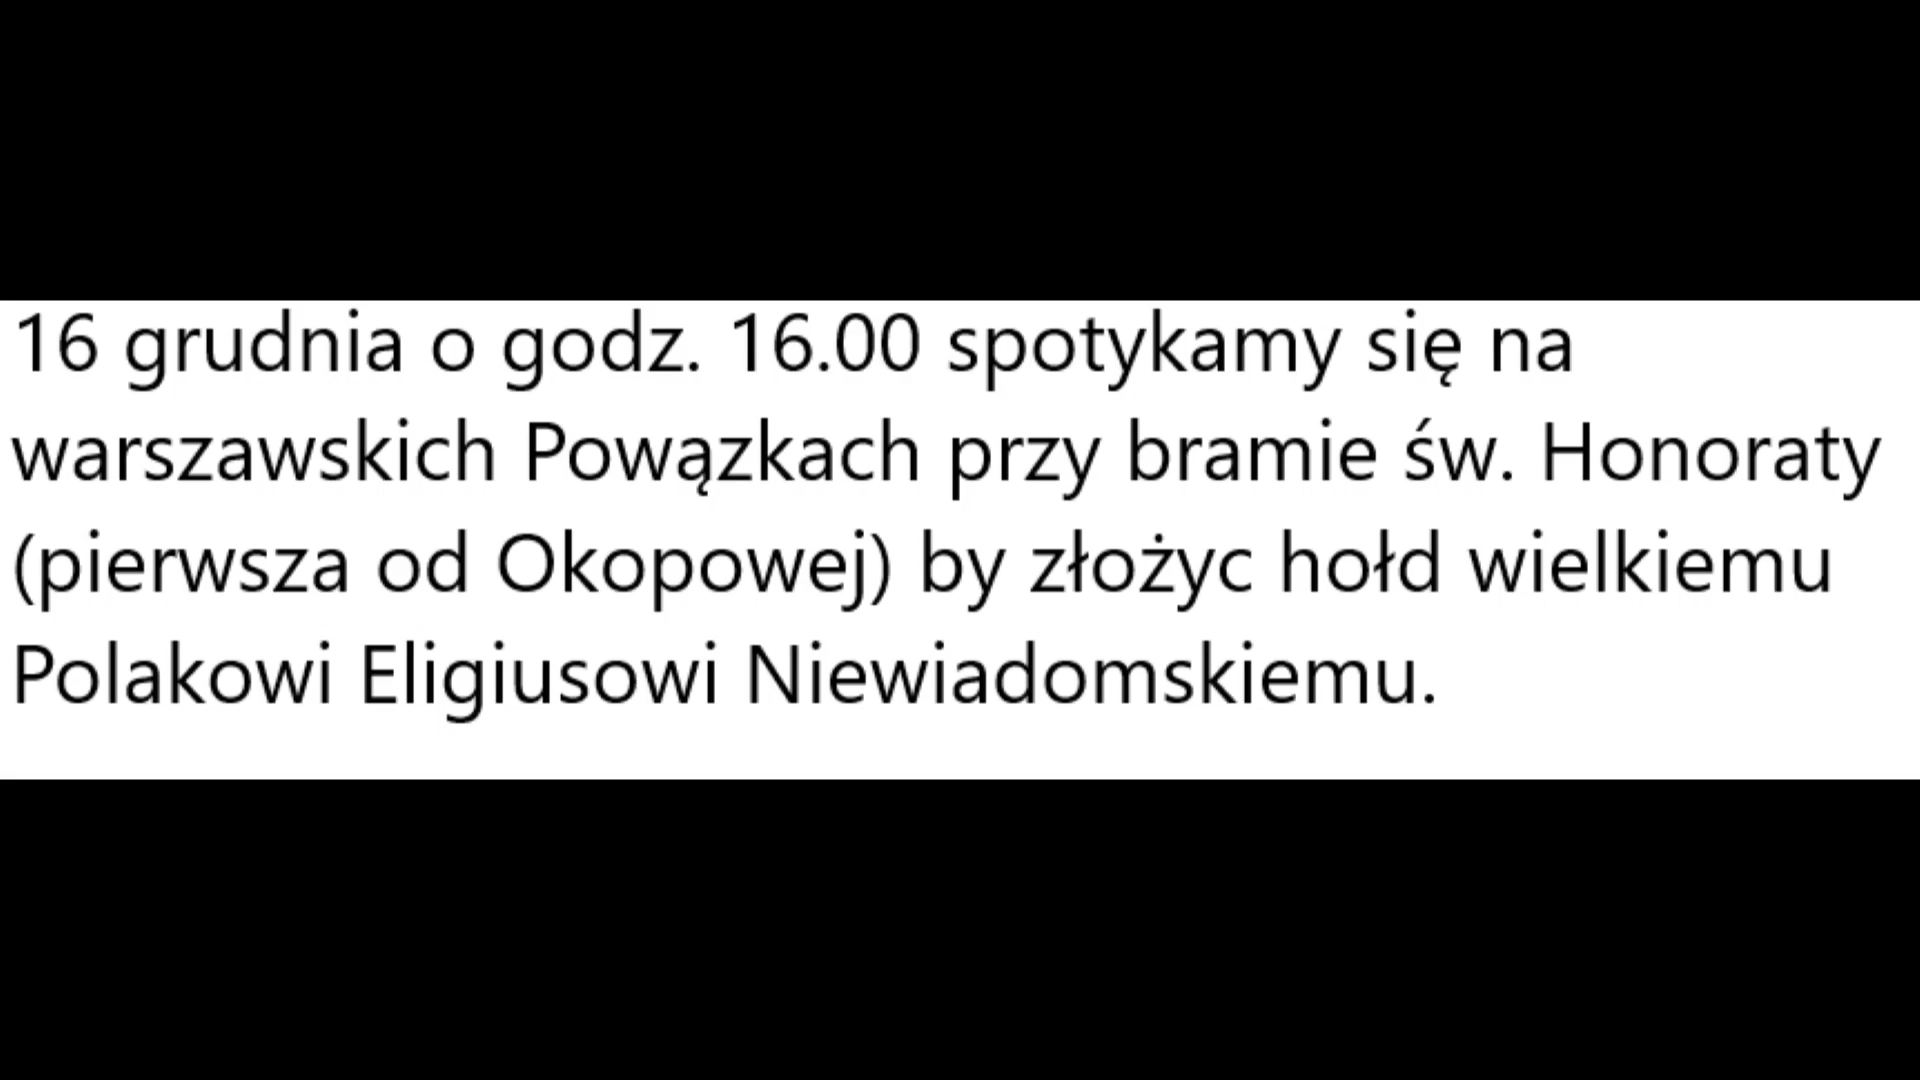 16 grudnia o godz. 16.00 spotykamy się na
warszawskich Powązkach przy bramie św. Honoraty
(pierwsza od Okopowej) by złożyc hołd wielkiemu
Polakowi Eligiusowi Niewiadomskiemu.